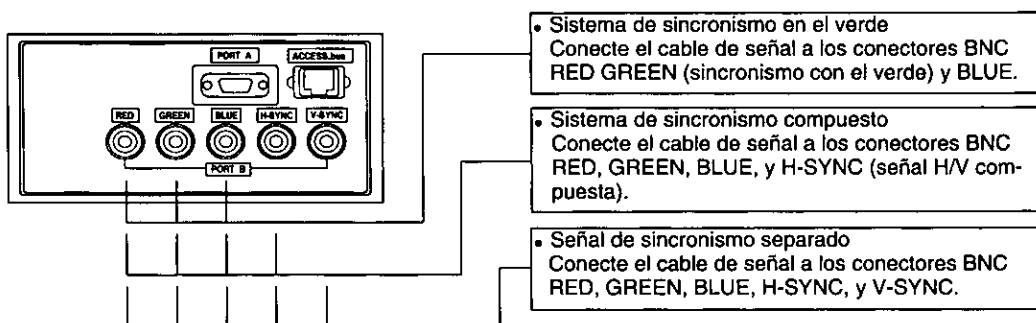 PORT A
ACCESS.bus
RED
GREEN
BLUE
H-SYNC
V-SYNC
PORT B
• Sistema de sincronismo en el verde
Conecte el cable de señal a los conectores BNC
RED GREEN (sincronismo con el verde) y BLUE.
• Sistema de sincronismo compuesto
Conecte el cable de señal a los conectores BNC
RED, GREEN, BLUE, y H-SYNC (señal H/V com-
puesta).
• Señal de sincronismo separado
Conecte el cable de señal a los conectores BNC
RED, GREEN, BLUE, H-SYNC, y V-SYNC.